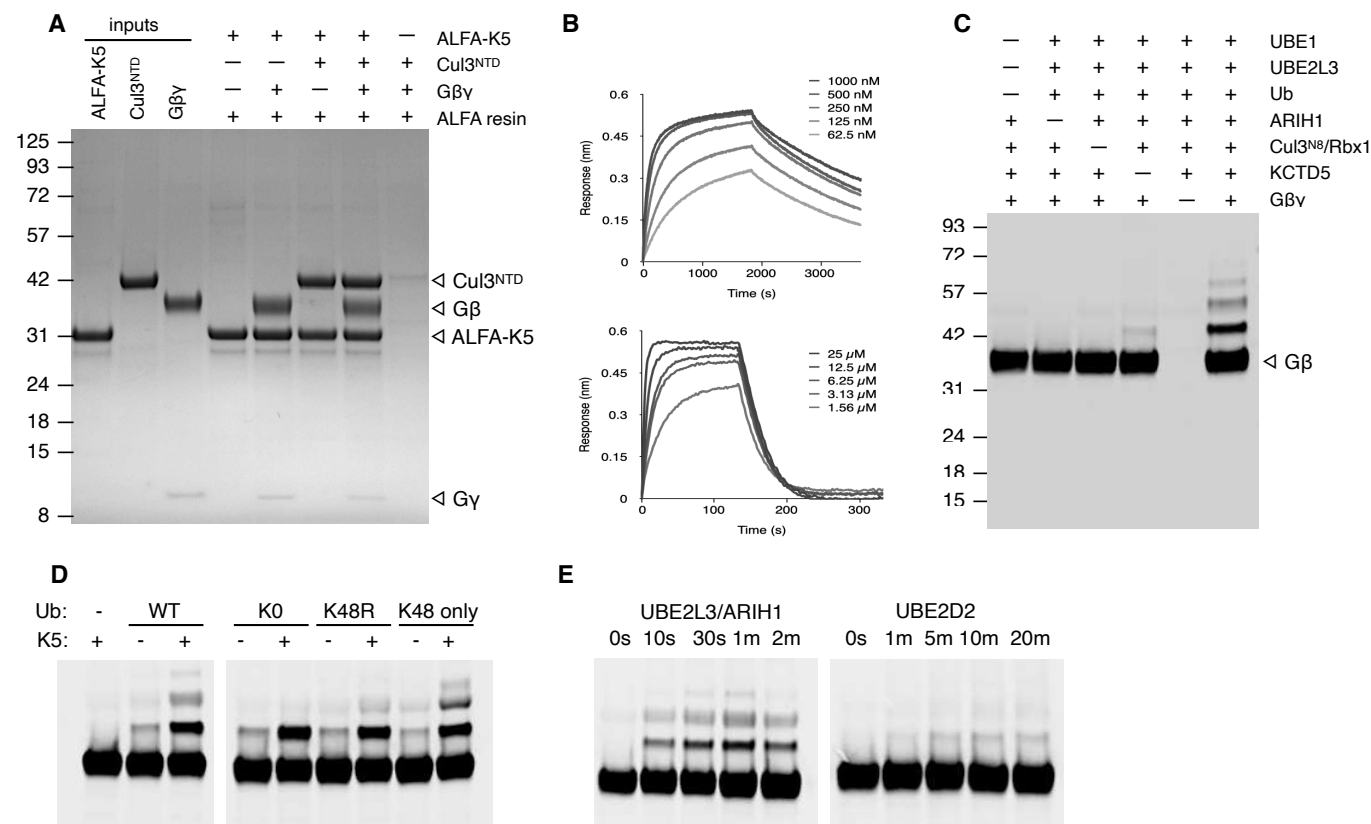 A
inputs
ALFA-K5
Cul3NTD
Gβγ
+ + + + — ALFA-K5
— — + + + Cul3NTD
— + — + + Gβγ
+ + + + + ALFA resin
125
93
72
57
42
31
24
18
15
8
Cul3NTD
Gβ
ALFA-K5
Gγ
B
0.6
0.45
0.3
0.15
0
Response (nm)
0 1000 2000 3000
Time (s)
1000 nM
500 nM
250 nM
125 nM
62.5 nM
0.6
0.45
0.3
0.15
0
Response (nm)
0 100 200 300
Time (s)
25 µM
12.5 µM
6.25 µM
3.13 µM
1.56 µM
C
— + + + + + UBE1
— + + + + + UBE2L3
— + + + + + Ub
+ — + + + + ARIH1
+ + — + + + Cul3N8/Rbx1
+ + + — + + KCTD5
+ + + + — + Gβγ
93
72
57
42
31
24
18
15
Gβ
D
Ub: - WT K0 K48R K48 only
K5: + - + - + - + - +
E
UBE2L3/ARIH1
0s 10s 30s 1m 2m
UBE2D2
0s 1m 5m 10m 20m